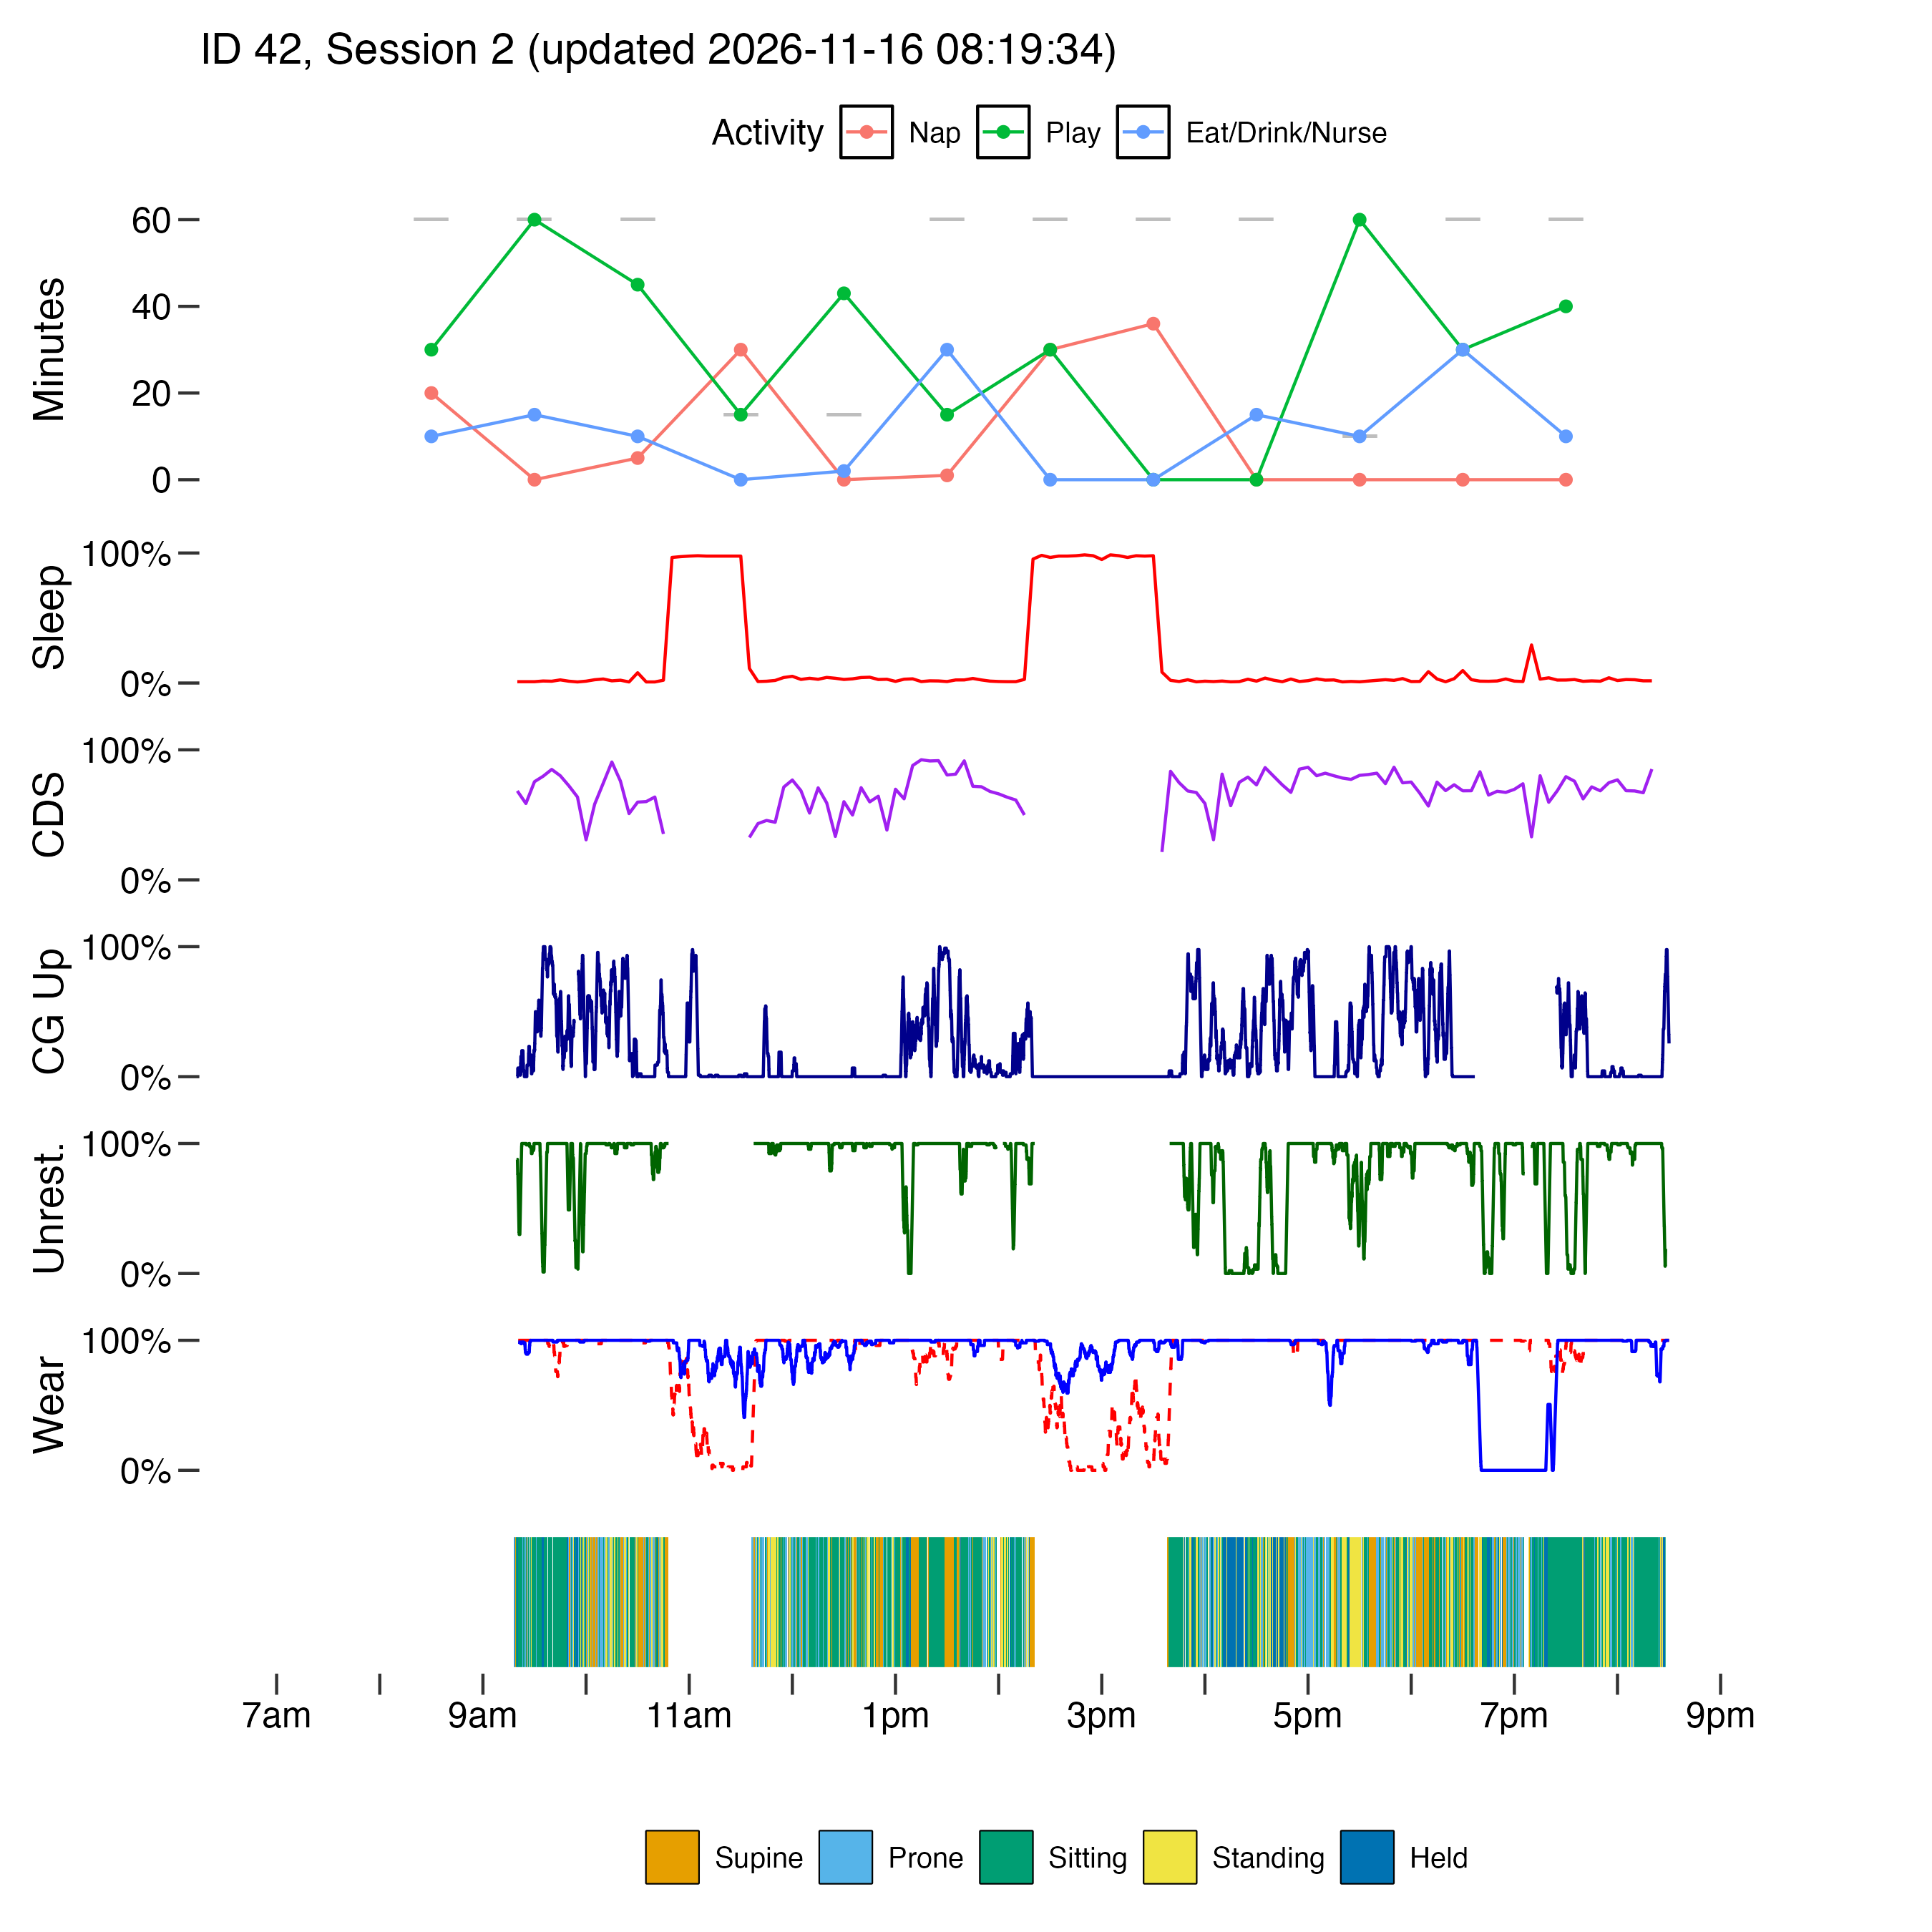 ID 42, Session 2 (updated 2026-11-16 08:19:34)
Activity Nap Play Eat/Drink/Nurse
Minutes
60
40
20
0
Sleep
100%
0%
CDS
100%
0%
CG Up
100%
0%
Unrest.
100%
0%
Wear
100%
0%
7am 9am 11am 1pm 3pm 5pm 7pm 9pm
Supine Prone Sitting Standing Held